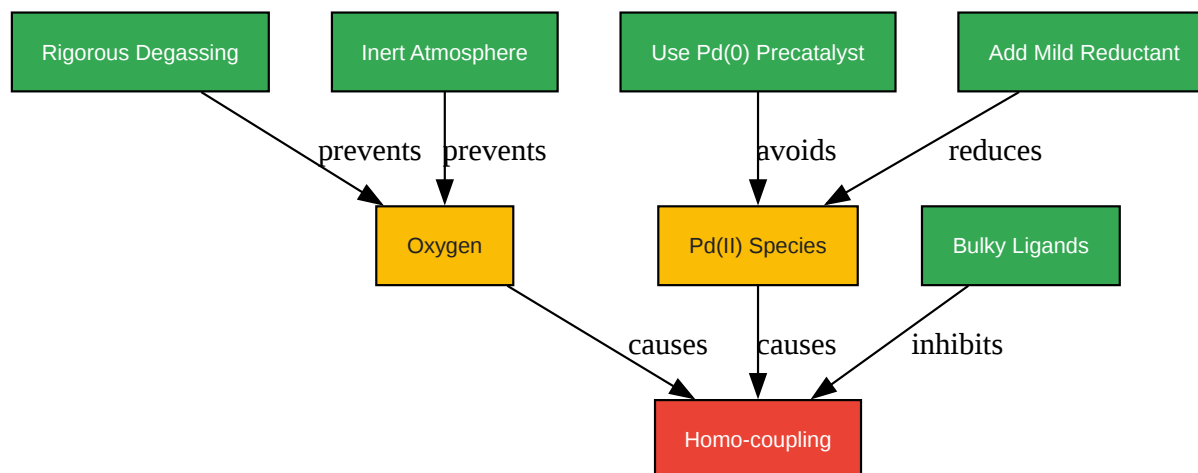 Rigorous Degassing
Inert Atmosphere
Use Pd(0) Precatalyst
Add Mild Reductant
prevents
prevents
avoids
reduces
Oxygen
Pd(II) Species
Bulky Ligands
causes
causes
inhibits
Homo-coupling